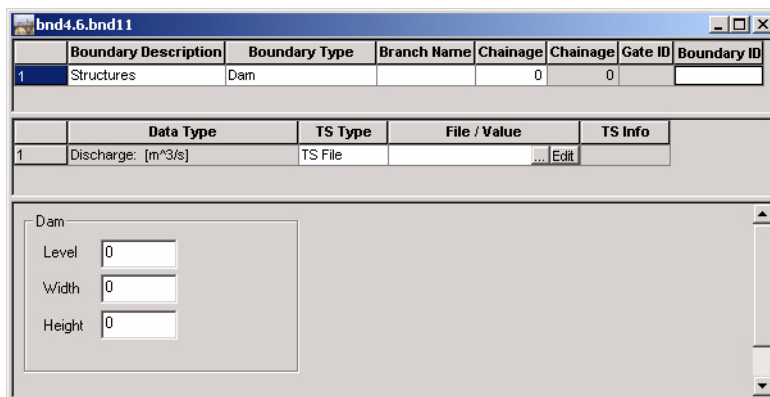 bnd4.6.bnd11
Boundary Description Boundary Type Branch Name Chainage Chainage Gate ID Boundary ID
1 Structures Dam 0 0
Data Type TS Type File / Value TS Info
1 Discharge: [m^3/s] TS File ... Edit
Dam
Level 0
Width 0
Height 0